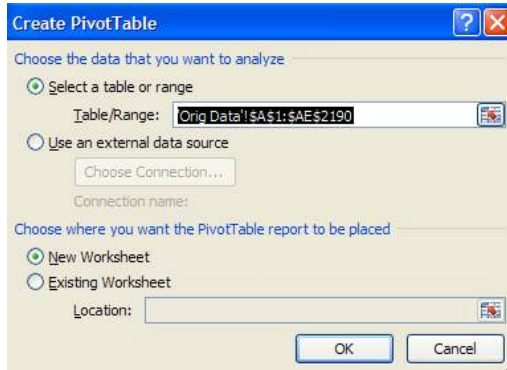 Create PivotTable
Choose the data that you want to analyze
Select a table or range
Table/Range: 'Orig Data'!$A$1:$AE$2190
Use an external data source
Choose Connection...
Connection name:
Choose where you want the PivotTable report to be placed
New Worksheet
Existing Worksheet
Location:
OK Cancel